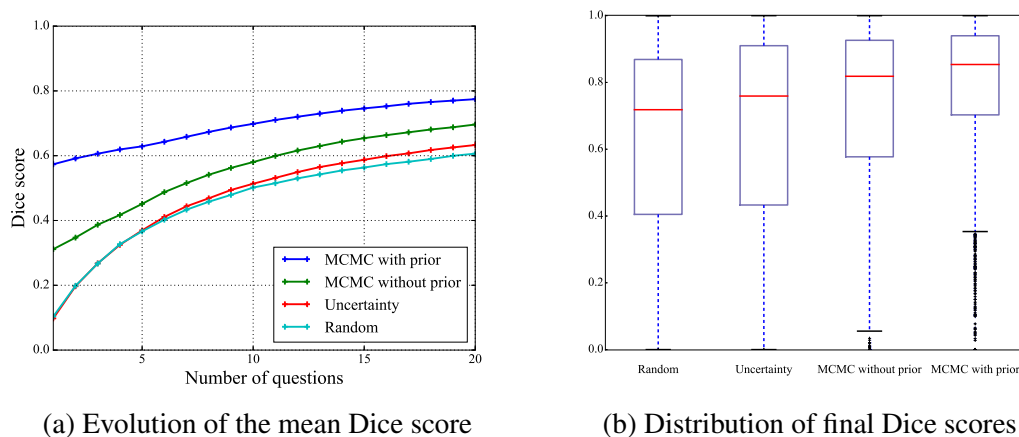 1.0
0.8
0.6
0.4
0.2
0.0
Dice score
5 10 15 20
Number of questions
MCMC with prior
MCMC without prior
Uncertainty
Random
(a) Evolution of the mean Dice score
1.0
0.8
0.6
0.4
0.2
0.0
Random Uncertainty MCMC without prior MCMC with prior
(b) Distribution of final Dice scores